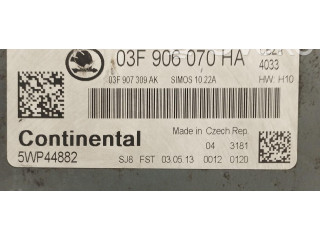 03F 906 070 HA
4033
03F 907 309 AK SIMOS 10.22A HW: H10
Continental
5WP44882
Made in Czech Rep.
04 3181
SJ8 FST 03.05.13 0012 0120